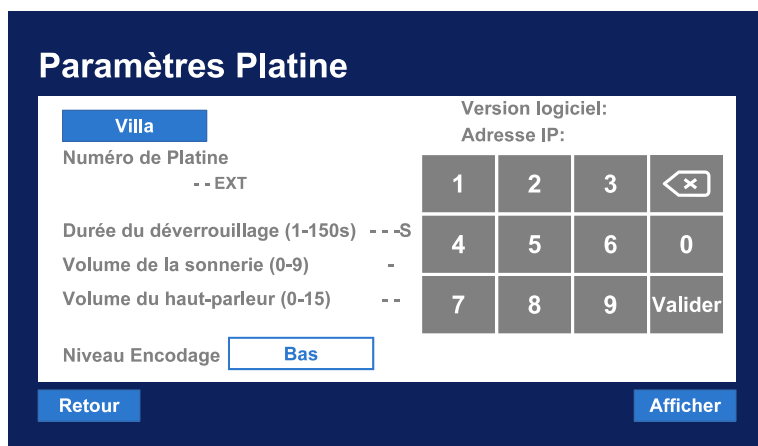 Paramètres Platine
Villa
Version logiciel:
Adresse IP:
Numéro de Platine
- - EXT
Durée du déverrouillage (1-150s) - - -S
Volume de la sonnerie (0-9) -
Volume du haut-parleur (0-15) - -
Niveau Encodage Bas
1 2 3
4 5 6 0
7 8 9 Valider
Retour
Afficher